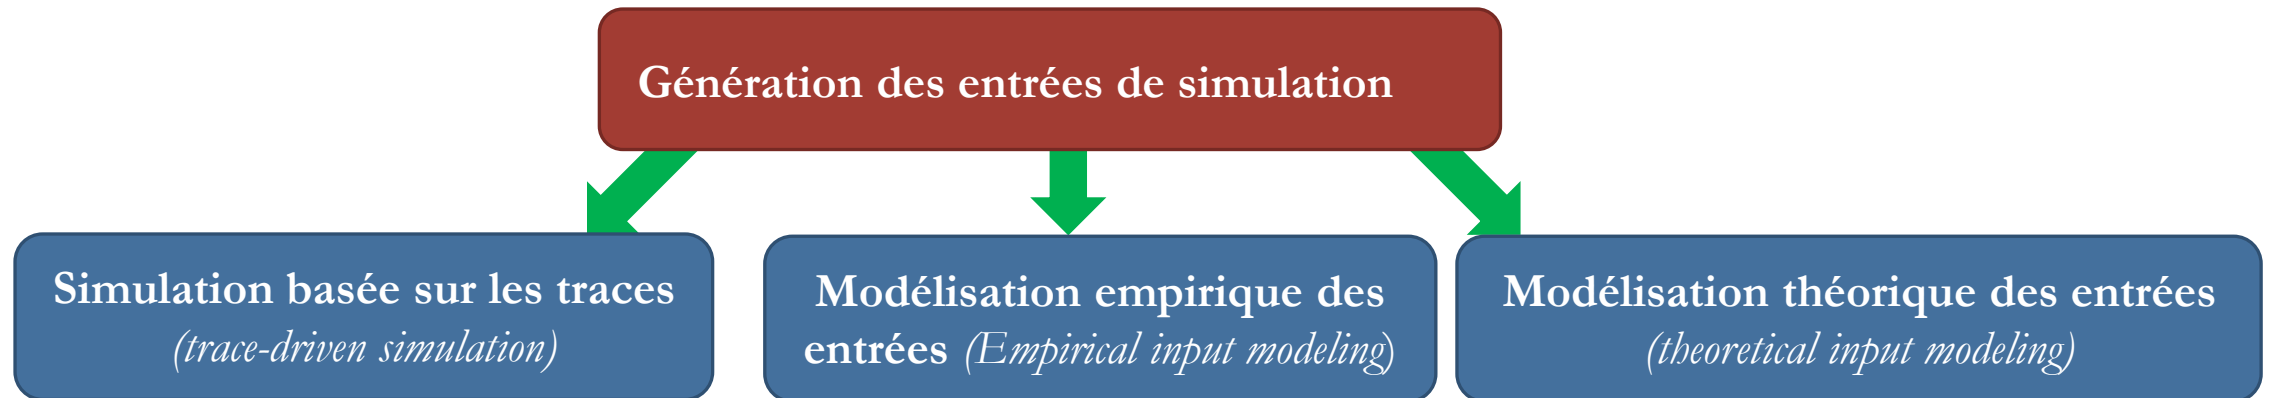 Génération des entrées de simulation
Simulation basée sur les traces
(trace-driven simulation)
Modélisation empirique des
entrées (Empirical input modeling)
Modélisation théorique des entrées
(theoretical input modeling)